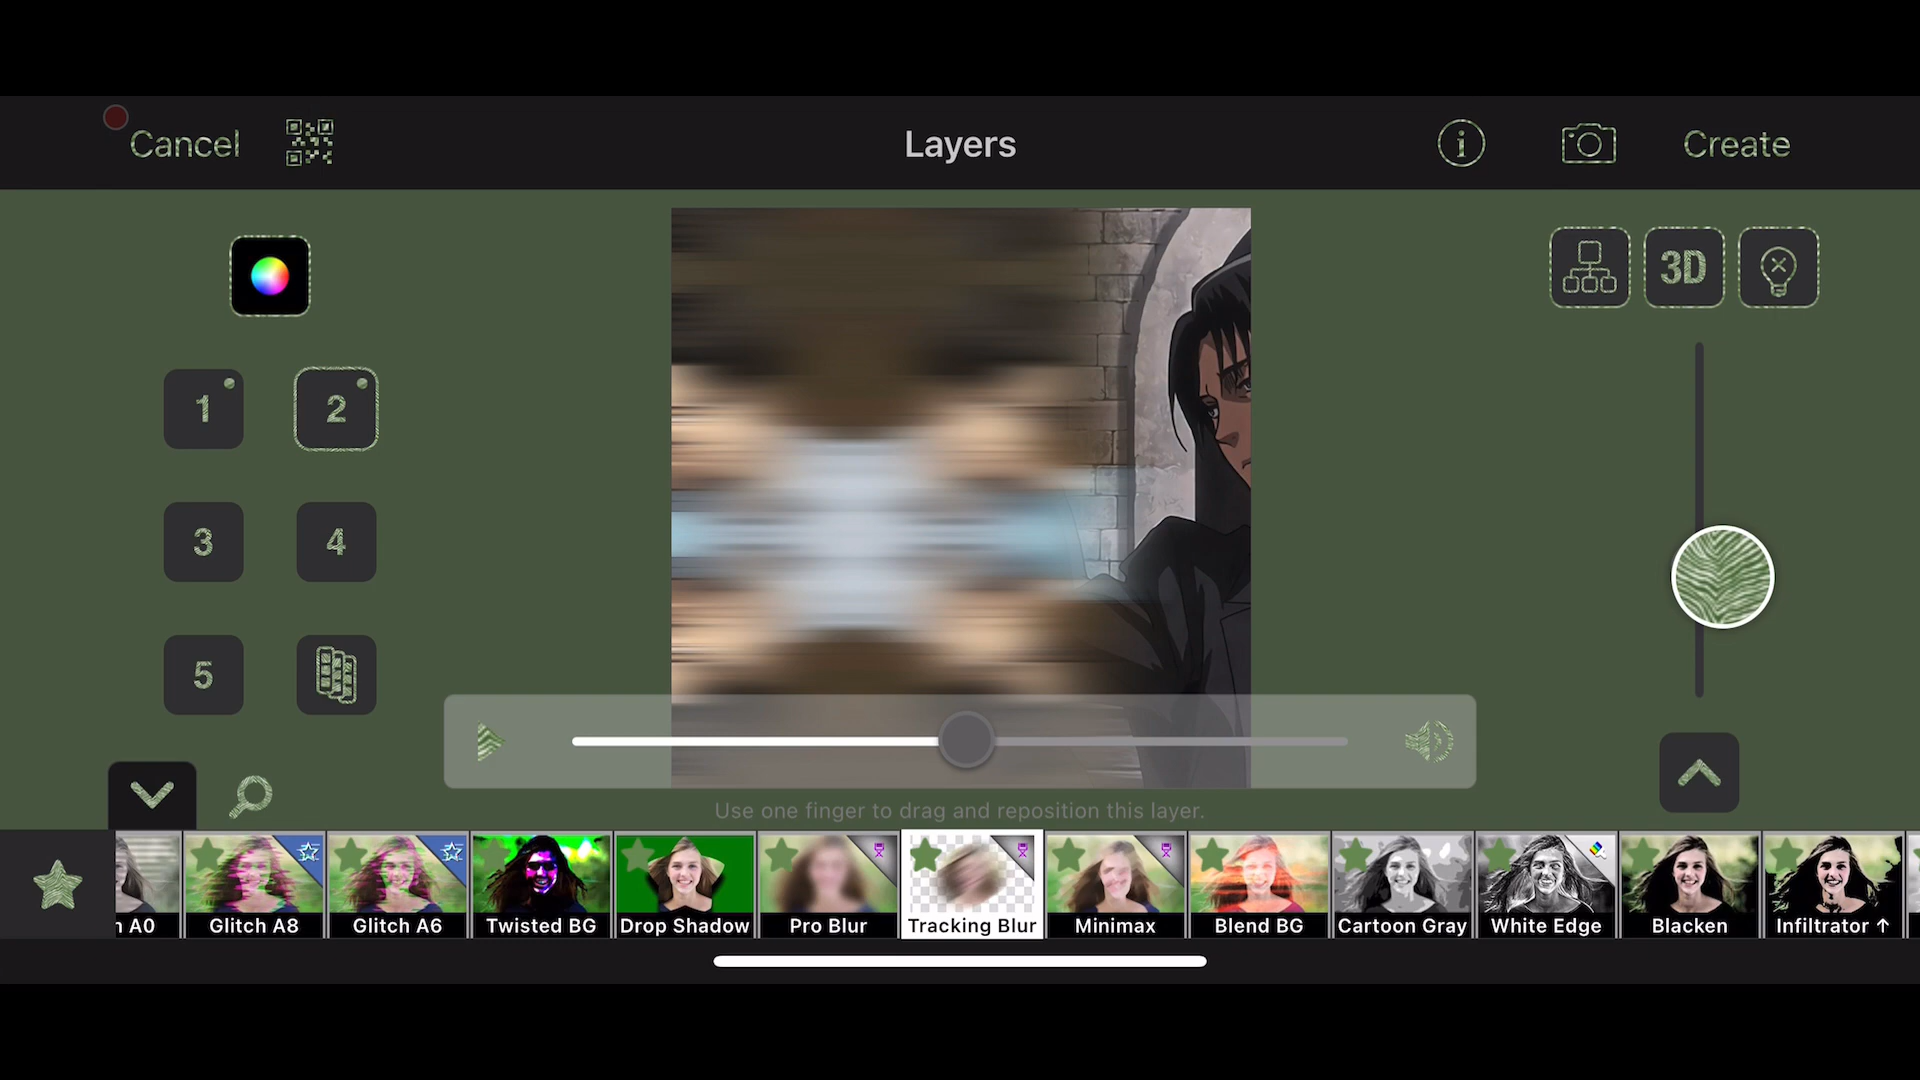 Cancel
Layers
Create
3D
1
2
3
4
5
Use one finger to drag and reposition this layer.
n A0
Glitch A8
Glitch A6
Twisted BG
Drop Shadow
Pro Blur
Tracking Blur
Minimax
Blend BG
Cartoon Gray
White Edge
Blacken
Infiltrator ↑